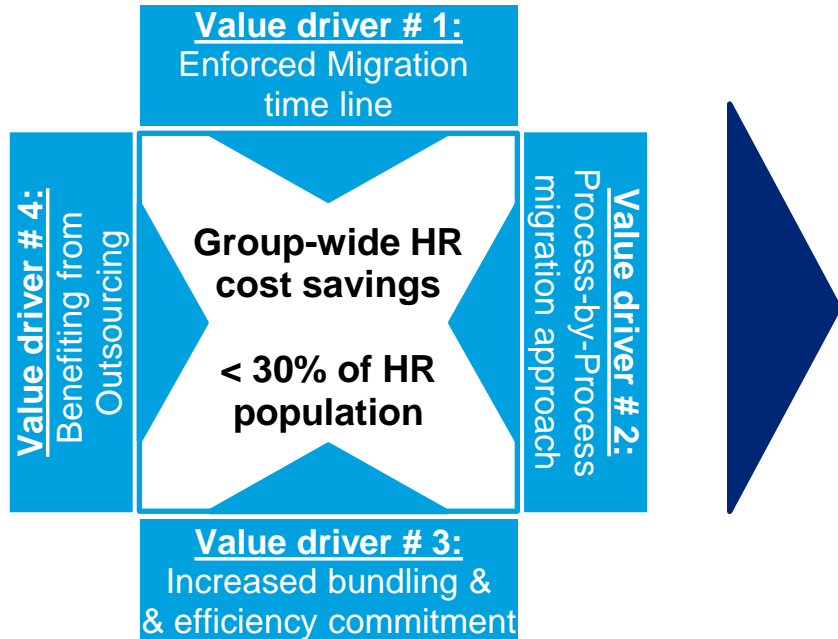 Value driver # 1:
Enforced Migration
time line
Value driver # 4:
Benefiting from
Outsourcing
Group-wide HR
cost savings
< 30% of HR
population
Value driver # 2:
Process-by-Process
migration approach
Value driver # 3:
Increased bundling &
& efficiency commitment